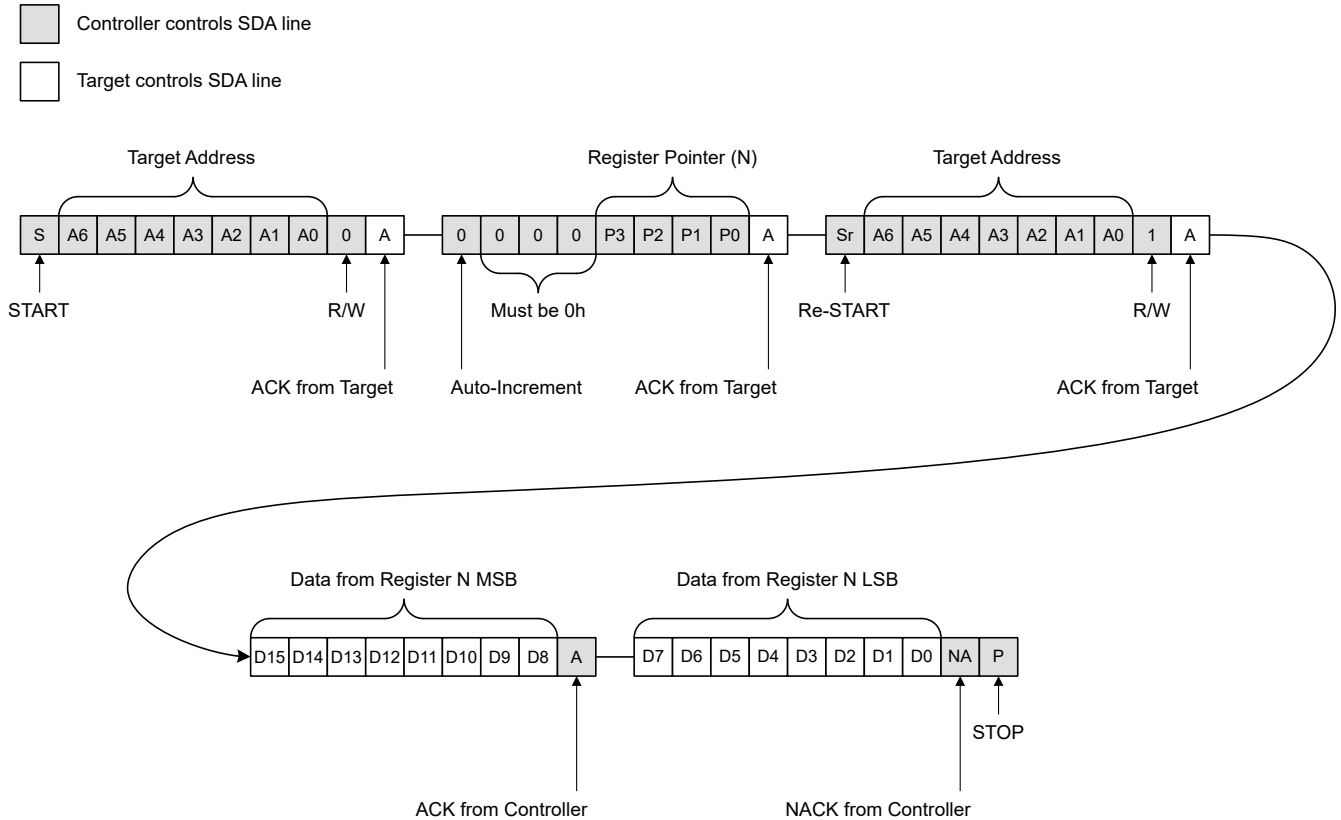 Controller controls SDA line
Target controls SDA line
Target Address
Register Pointer (N)
Target Address
S A6 A5 A4 A3 A2 A1 A0 0 A
0 0 0 0 P3 P2 P1 P0 A
Sr A6 A5 A4 A3 A2 A1 A0 1 A
START
R/W
Must be 0h
Re-START
R/W
ACK from Target
Auto-Increment
ACK from Target
ACK from Target
Data from Register N MSB
Data from Register N LSB
D15 D14 D13 D12 D11 D10 D9 D8 A
D7 D6 D5 D4 D3 D2 D1 D0 NA P
STOP
ACK from Controller
NACK from Controller